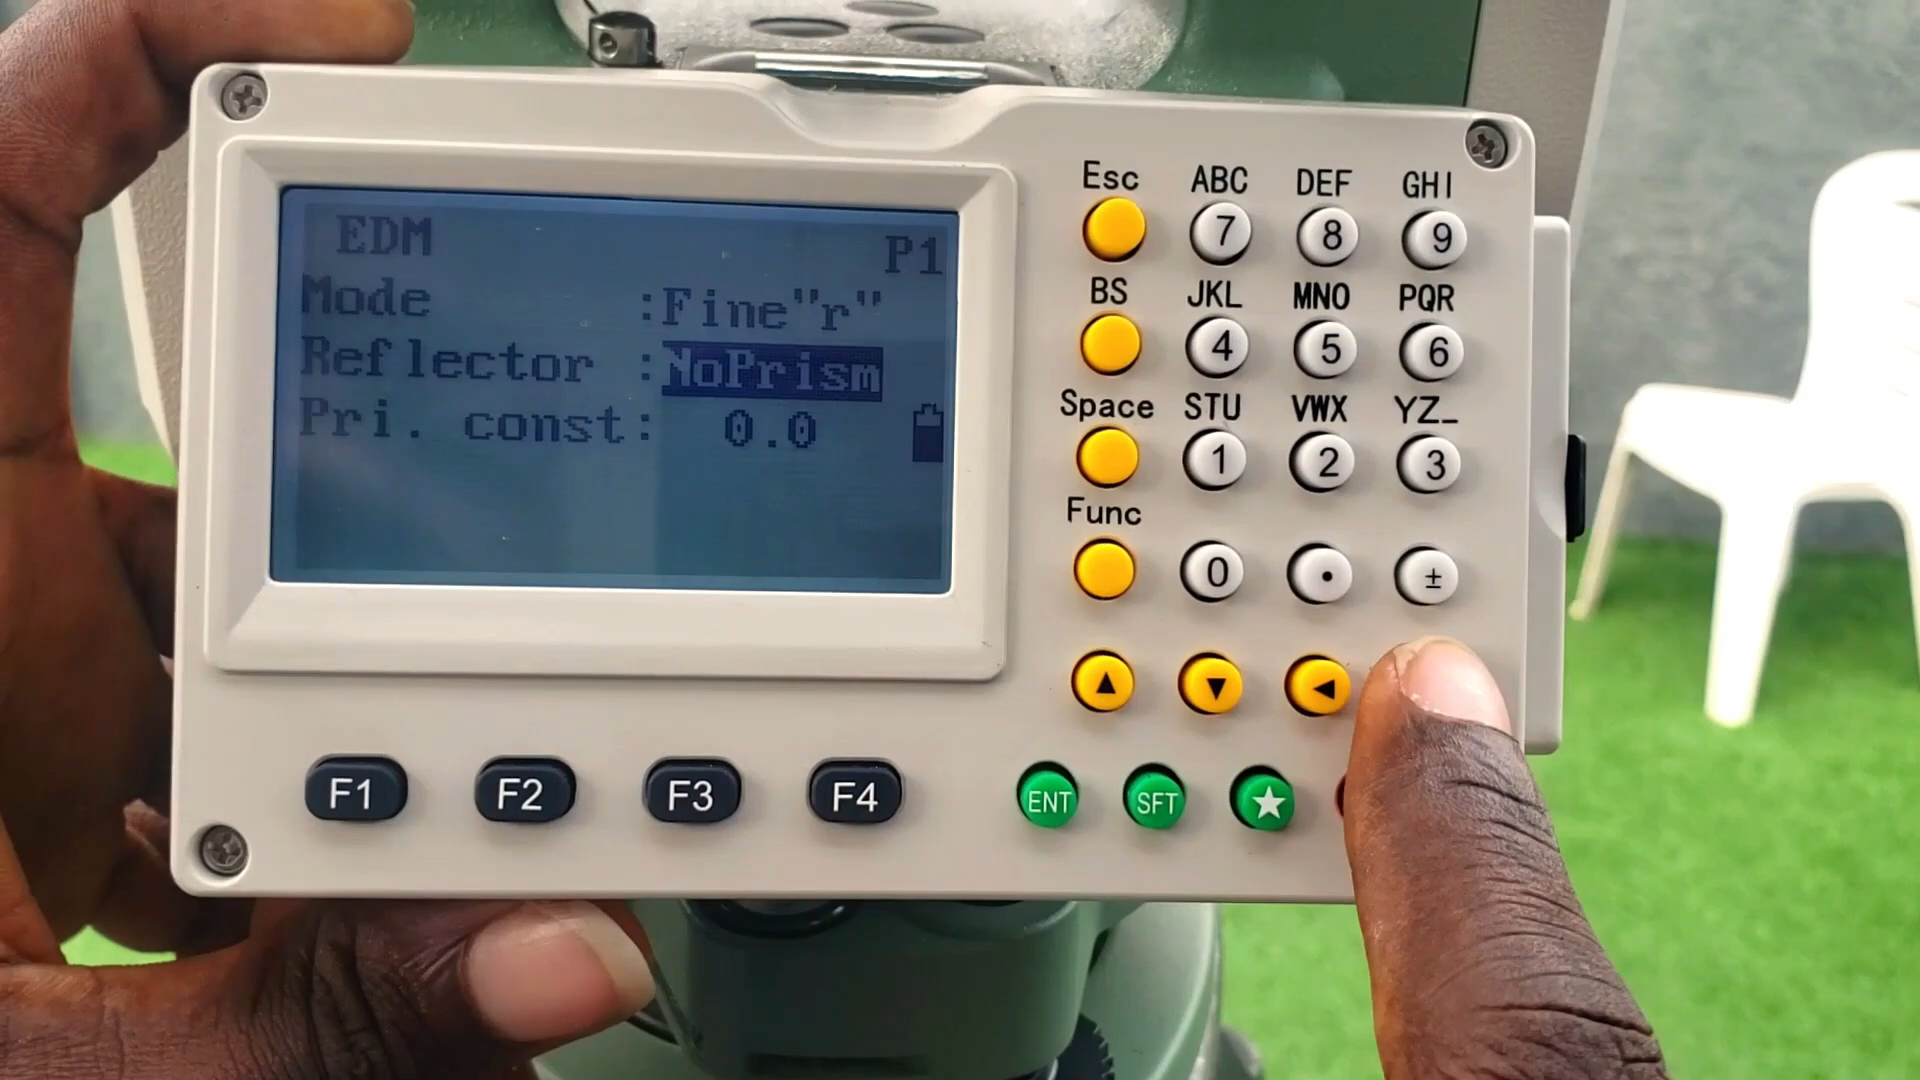 EDM
P1
Mode :Fine"r"
Reflector :NoPrism
Pri. const: 0.0
Esc ABC DEF GHI
7 8 9
BS JKL MNO PQR
4 5 6
Space STU VWX YZ_
1 2 3
Func
0 . ±
▲ ▼ ◀
F1 F2 F3 F4 ENT SFT ★